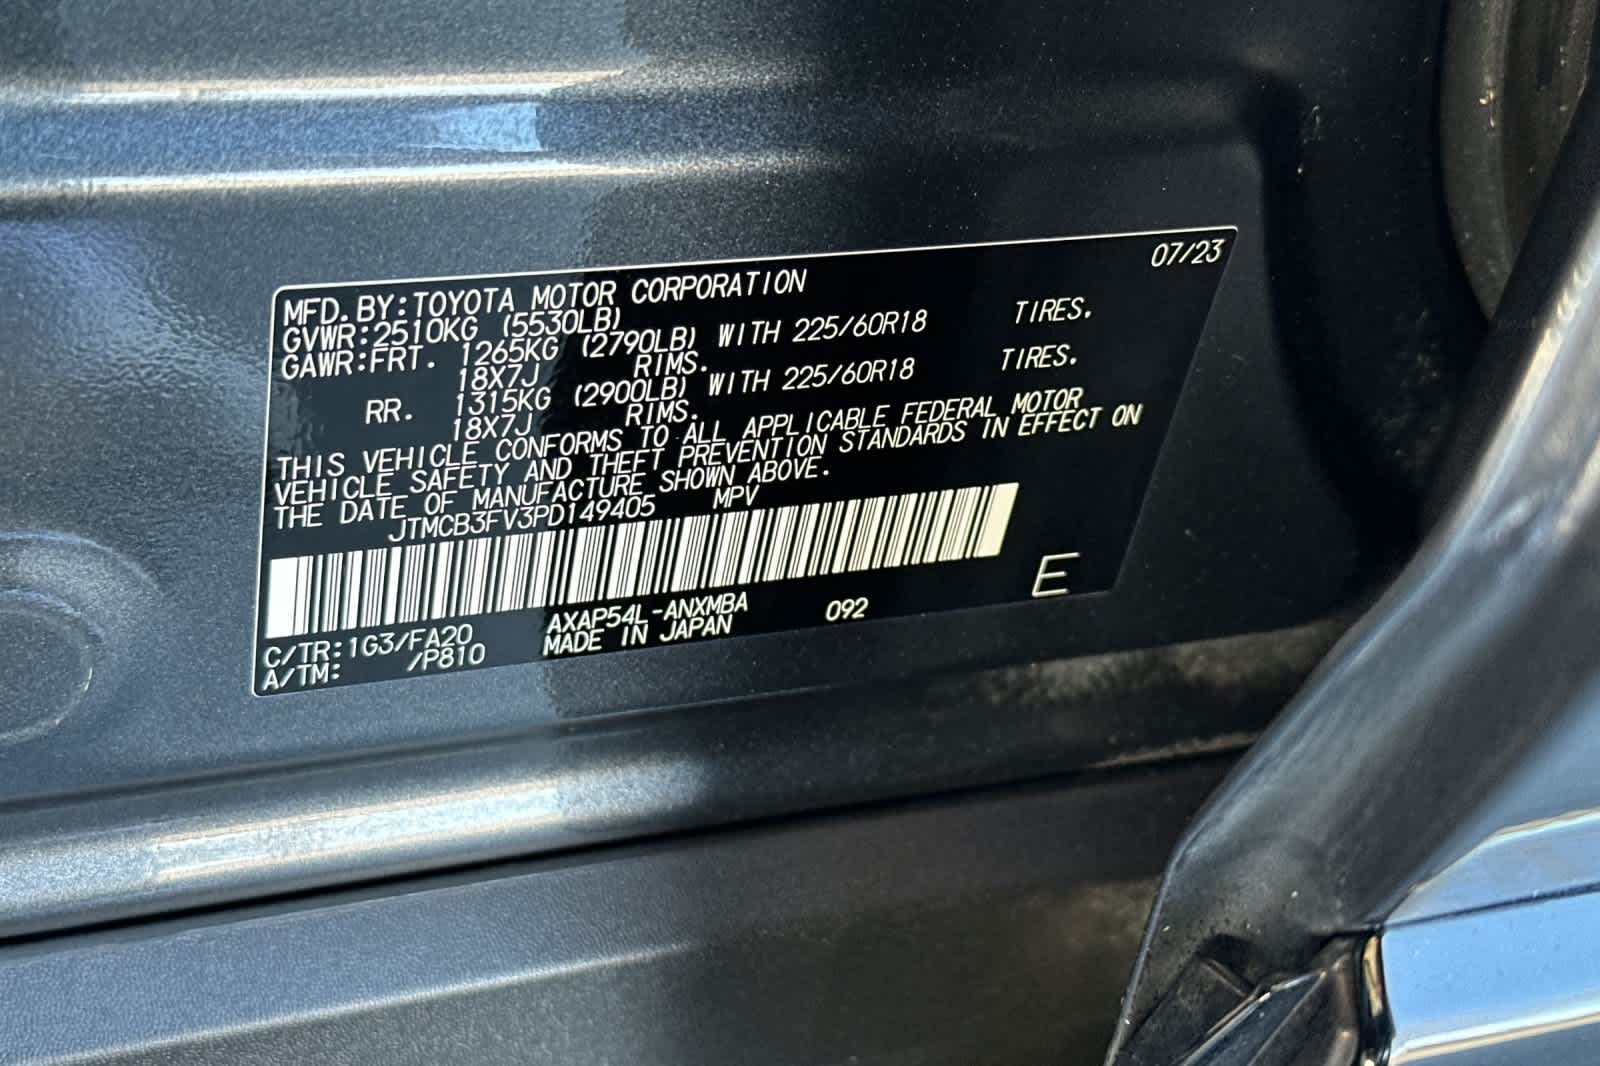 07/23
MFD.BY:TOYOTA MOTOR CORPORATION
GVWR:2510KG (5530LB)
GAWR:FRT. 1265KG (2790LB) WITH 225/60R18 TIRES.
18X7J RIMS.
RR. 1315KG (2900LB) WITH 225/60R18 TIRES.
18X7J RIMS.
THIS VEHICLE CONFORMS TO ALL APPLICABLE FEDERAL MOTOR
VEHICLE SAFETY AND THEFT PREVENTION STANDARDS IN EFFECT ON
THE DATE OF MANUFACTURE SHOWN ABOVE.
JTMCB3FV3PD149405 MPV
E
C/TR:1G3/FA20 AXAP54L-ANXMBA 092
A/TM: /P810 MADE IN JAPAN